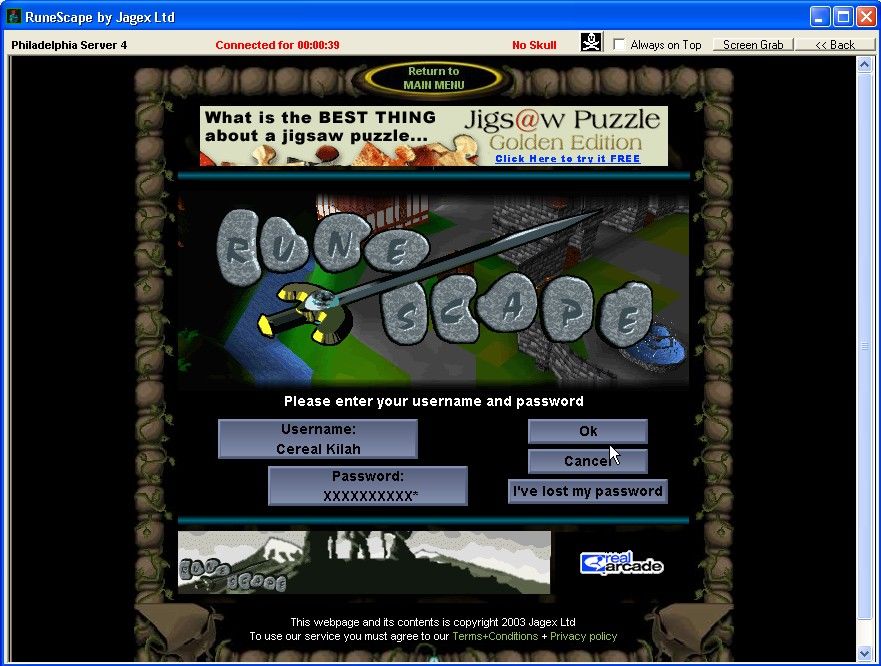 RuneScape by Jagex Ltd
Philadelphia Server 4 Connected for 00:00:39 No Skull Always on Top Screen Grab << Back
Return to
MAIN MENU
What is the BEST THING
about a jigsaw puzzle...
Jigs@w Puzzle
Golden Edition
Click Here to try it FREE
RUNE
SCAPE
Please enter your username and password
Username:
Cereal Kilah
Password:
XXXXXXXXXX*
Ok
Cancel
I've lost my password
RUNE
SCAPE
real
arcade
This webpage and its contents is copyright 2003 Jagex Ltd
To use our service you must agree to our Terms+Conditions + Privacy policy